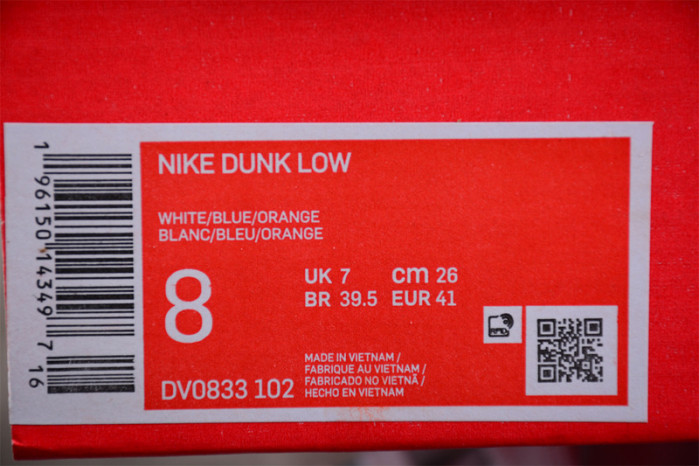 1 96150 14349 7 16
NIKE DUNK LOW
WHITE/BLUE/ORANGE
BLANC/BLEU/ORANGE
8
UK 7 cm 26
BR 39.5 EUR 41
DV0833 102
MADE IN VIETNAM /
FABRIQUE AU VIETNAM /
FABRICADO NO VIETNÃ /
HECHO EN VIETNAM